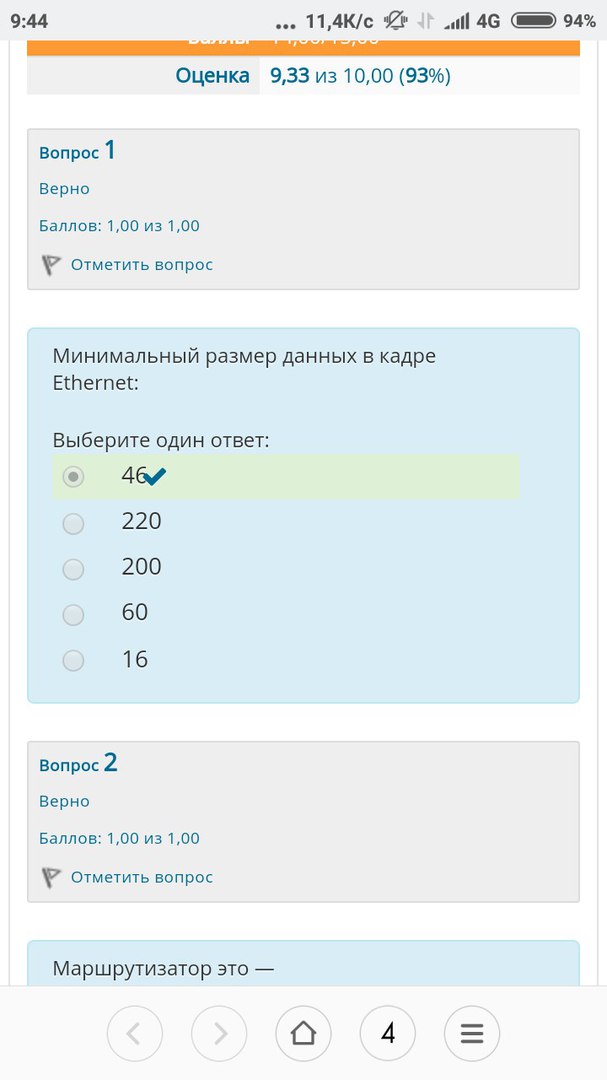 9:44 ... 11,4К/с 4G 94%
Баллы
Оценка 9,33 из 10,00 (93%)
Вопрос 1
Верно
Баллов: 1,00 из 1,00
Отметить вопрос
Минимальный размер данных в кадре
Ethernet:
Выберите один ответ:
46
220
200
60
16
Вопрос 2
Верно
Баллов: 1,00 из 1,00
Отметить вопрос
Маршрутизатор это —
4